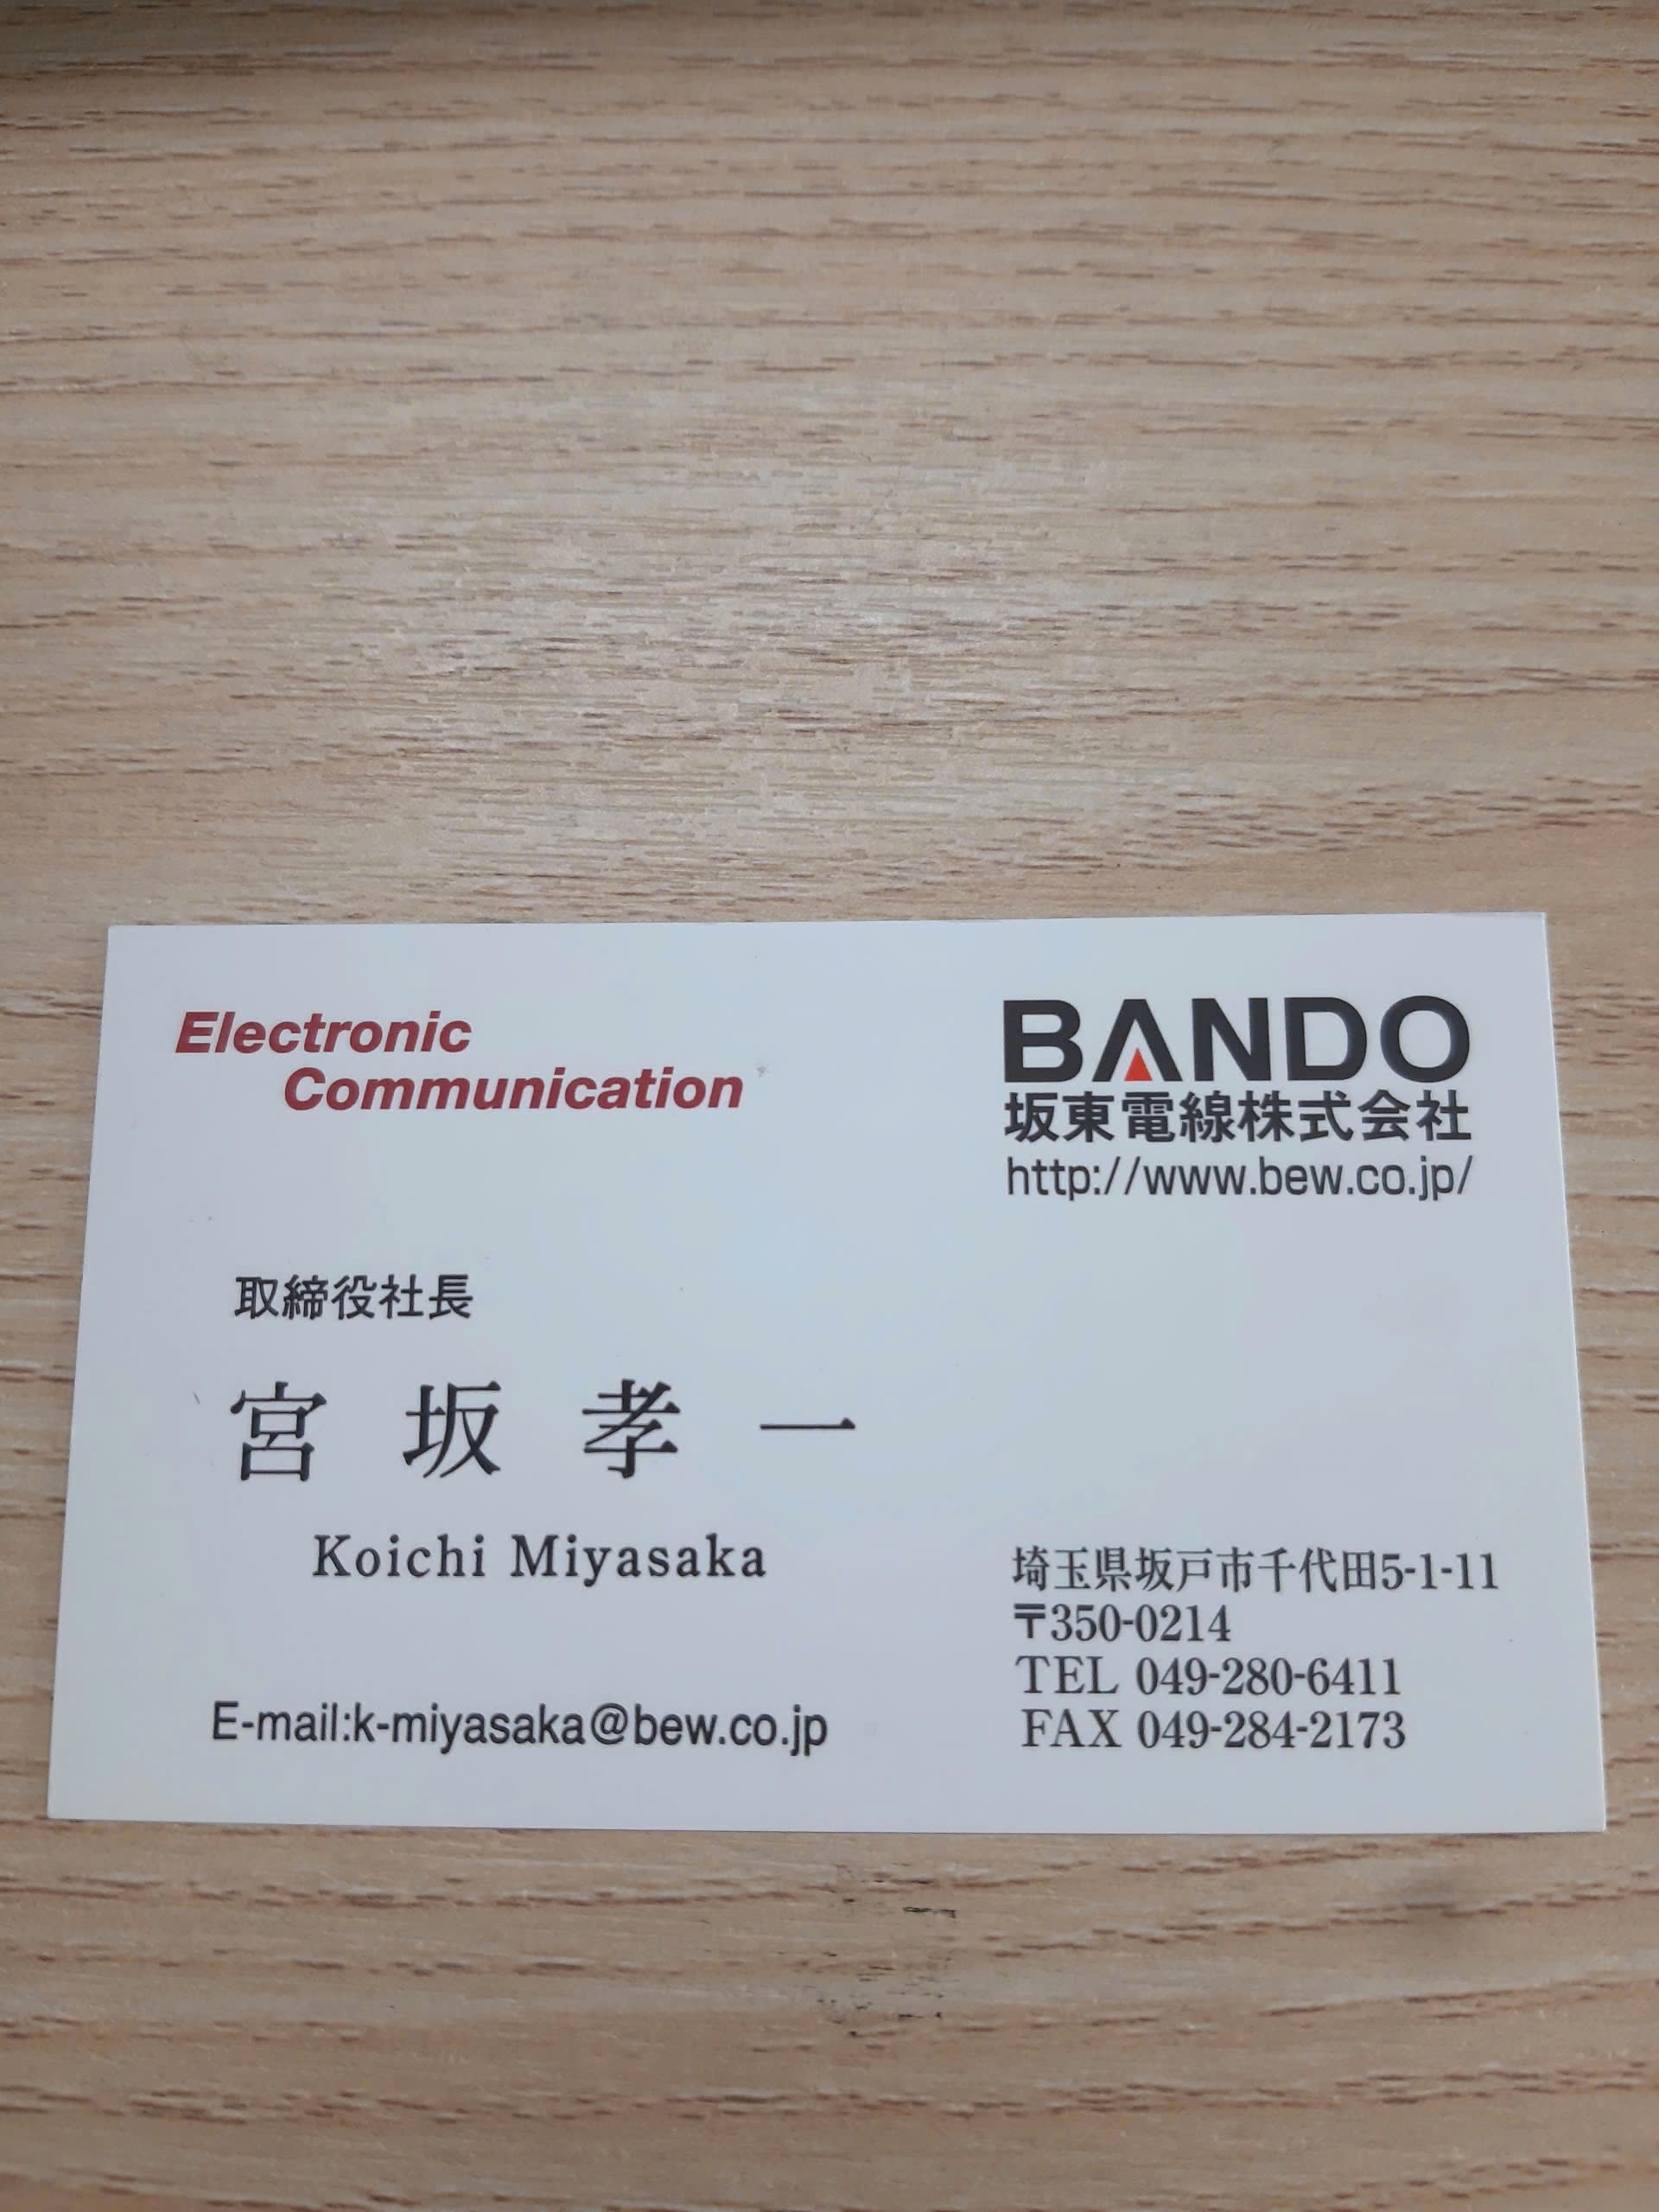 Electronic
Communication
BANDO
坂東電線株式会社
http://www.bew.co.jp/
取締役社長
宮坂孝一
Koichi Miyasaka
E-mail:k-miyasaka@bew.co.jp
埼玉県坂戸市千代田5-1-11
〒350-0214
TEL 049-280-6411
FAX 049-284-2173